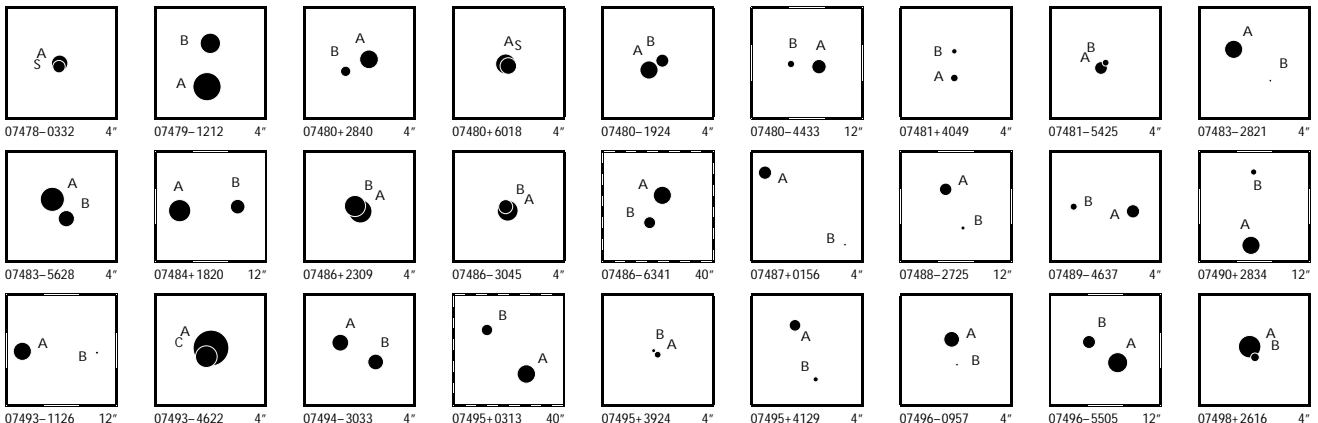 A
S
07478–0332 4″
B
A
07479–1212 4″
A
B
07480+2840 4″
A S
07480+6018 4″
B
A
07480–1924 4″
B A
07480–4433 12″
B
A
07481+4049 4″
B
A
07481–5425 4″
A
B
07483–2821 4″
A
B
07483–5628 4″
A B
07484+1820 12″
B
A
07486+2309 4″
B
A
07486–3045 4″
A
B
07486–6341 40″
A
B
07487+0156 4″
A
B
07488–2725 12″
B
A
07489–4637 4″
B
A
07490+2834 12″
A
B
07493–1126 12″
A
C
07493–4622 4″
A
B
07494–3033 4″
B
A
07495+0313 40″
B
A
07495+3924 4″
A
B
07495+4129 4″
A
B
07496–0957 4″
B
A
07496–5505 12″
A
B
07498+2616 4″